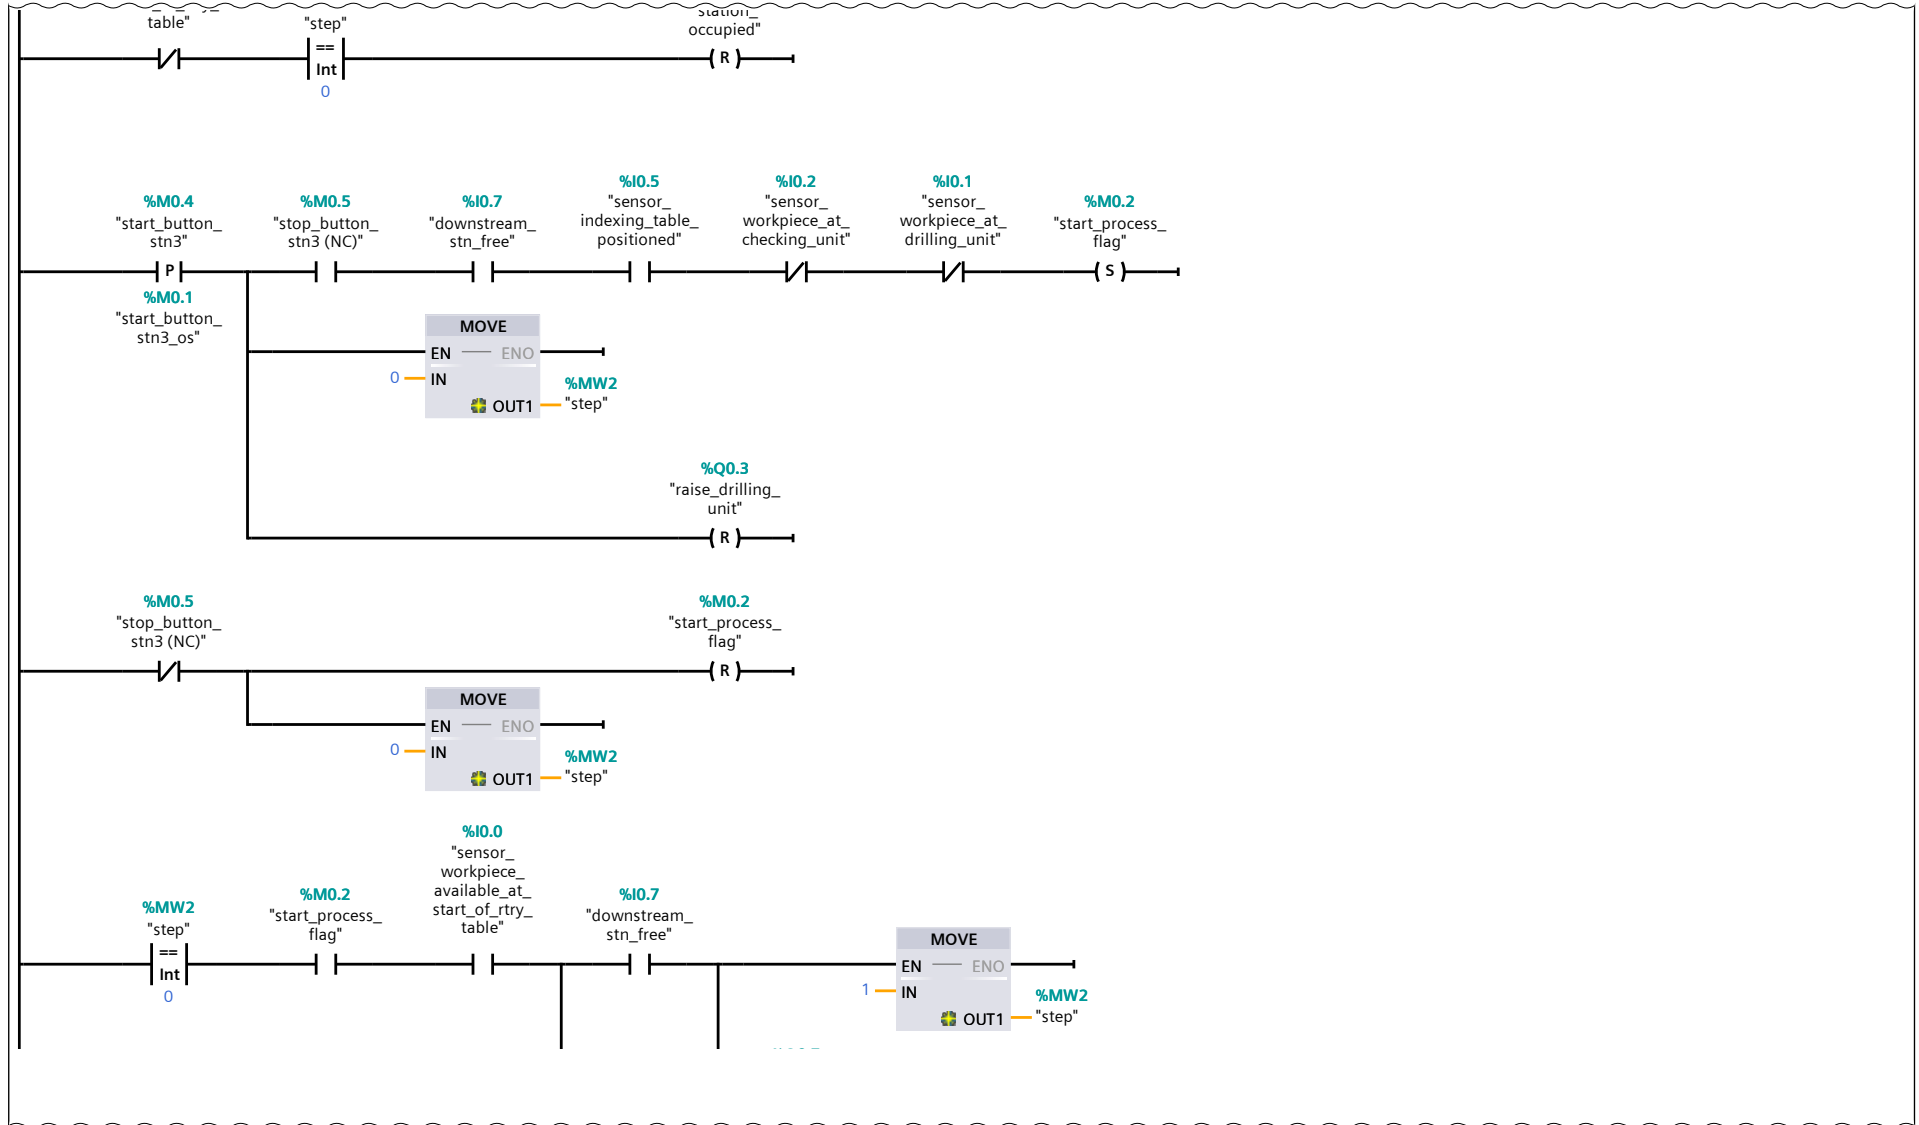 table"
"step"
occupied"
==
Int
R
0
%M0.4
"start_button_
stn3"
%M0.5
"stop_button_
stn3 (NC)"
%I0.7
"downstream_
stn_free"
%I0.5
"sensor_
indexing_table_
positioned"
%I0.2
"sensor_
workpiece_at_
checking_unit"
%I0.1
"sensor_
workpiece_at_
drilling_unit"
%M0.2
"start_process_
flag"
P
S
%M0.1
"start_button_
stn3_os"
MOVE
EN ENO
0 IN
OUT1
%MW2
"step"
%Q0.3
"raise_drilling_
unit"
R
%M0.5
"stop_button_
stn3 (NC)"
%M0.2
"start_process_
flag"
R
MOVE
EN ENO
0 IN
OUT1
%MW2
"step"
%MW2
"step"
==
Int
0
%M0.2
"start_process_
flag"
%I0.0
"sensor_
workpiece_
available_at_
start_of_rtry_
table"
%I0.7
"downstream_
stn_free"
MOVE
EN ENO
1 IN
OUT1
%MW2
"step"